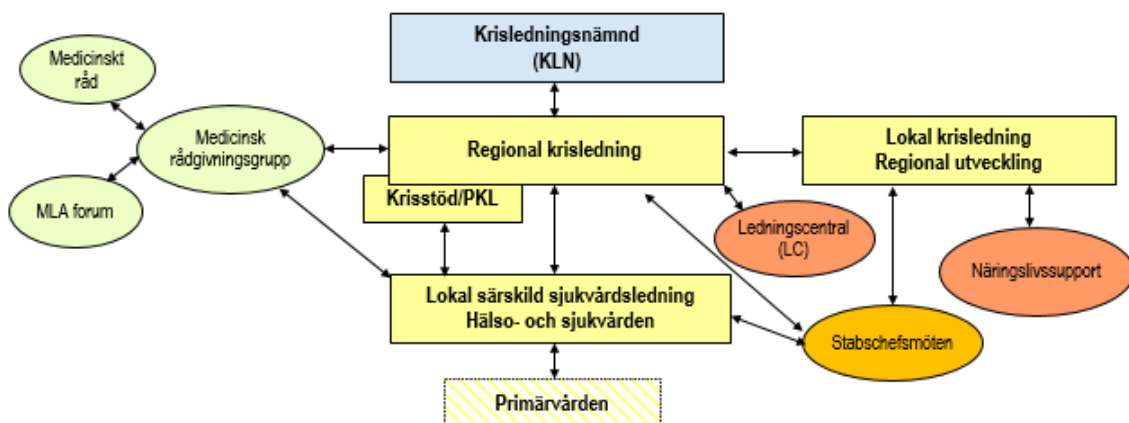 Krisledningsnämnd
(KLN)
Medicinskt
råd
Medicinsk
rådgivningsgrupp
MLA forum
Regional krisledning
Krisstöd/PKL
Lokal krisledning
Regional utveckling
Ledningscentral
(LC)
Näringslivssupport
Lokal särskild sjukvårdsledning
Hälso- och sjukvården
Stabschefsmöten
Primärvården